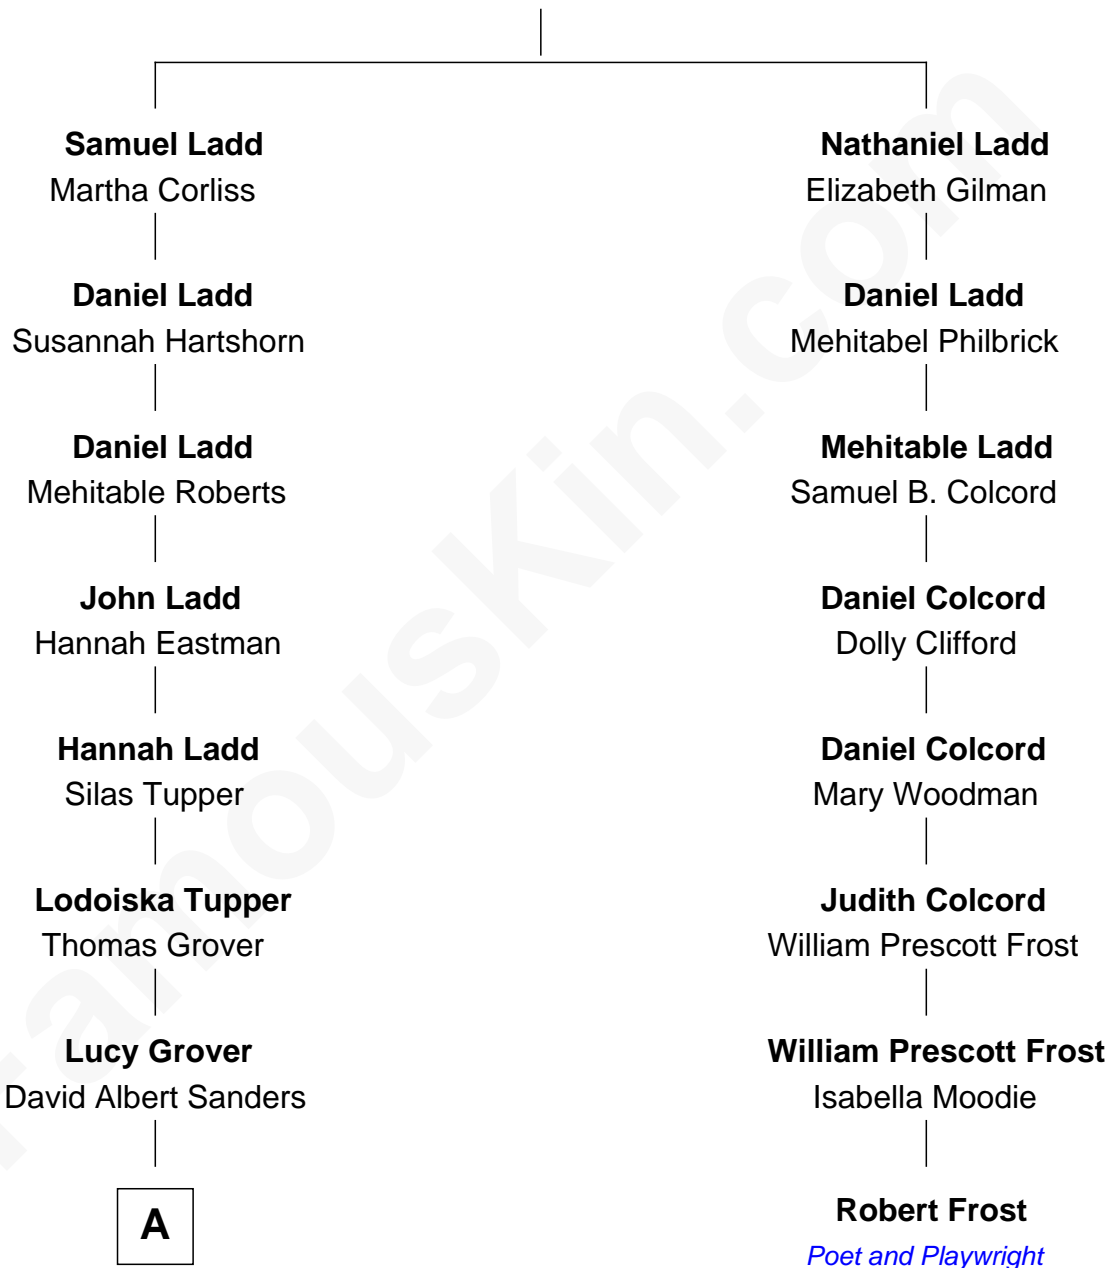 Samuel Ladd
Martha Corliss
Daniel Ladd
Susannah Hartshorn
Daniel Ladd
Mehitable Roberts
John Ladd
Hannah Eastman
Hannah Ladd
Silas Tupper
Lodoiska Tupper
Thomas Grover
Lucy Grover
David Albert Sanders
A
Nathaniel Ladd
Elizabeth Gilman
Daniel Ladd
Mehitabel Philbrick
Mehitable Ladd
Samuel B. Colcord
Daniel Colcord
Dolly Clifford
Daniel Colcord
Mary Woodman
Judith Colcord
William Prescott Frost
William Prescott Frost
Isabella Moodie
Robert Frost
Poet and Playwright
FamousKin.com